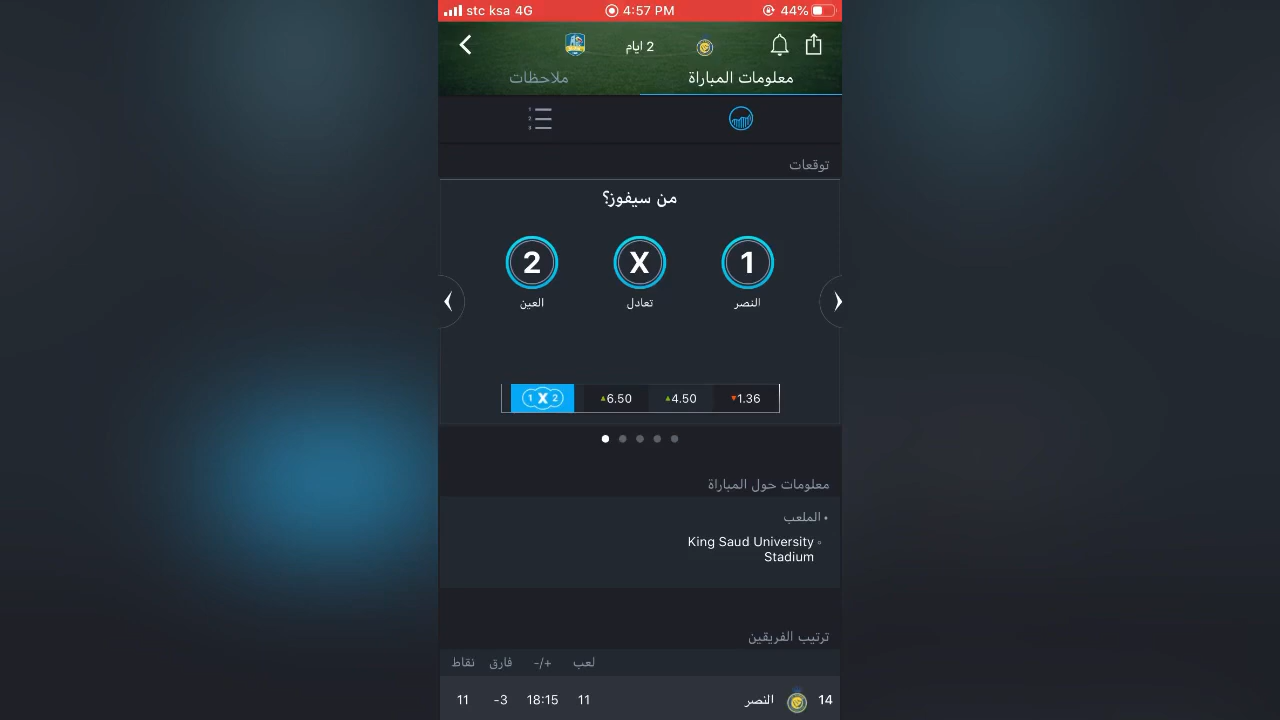 stc ksa 4G 4:57 PM 44%
2 ايام
معلومات المباراة ملاحظات
توقعات
من سيفوز؟
1 X 2
النصر تعادل العين
1.36 4.50 6.50 1 X 2
معلومات حول المباراة
• الملعب
King Saud University
Stadium
ترتيب الفريقين
لعب +/- فارق نقاط
14 النصر 11 18:15 -3 11